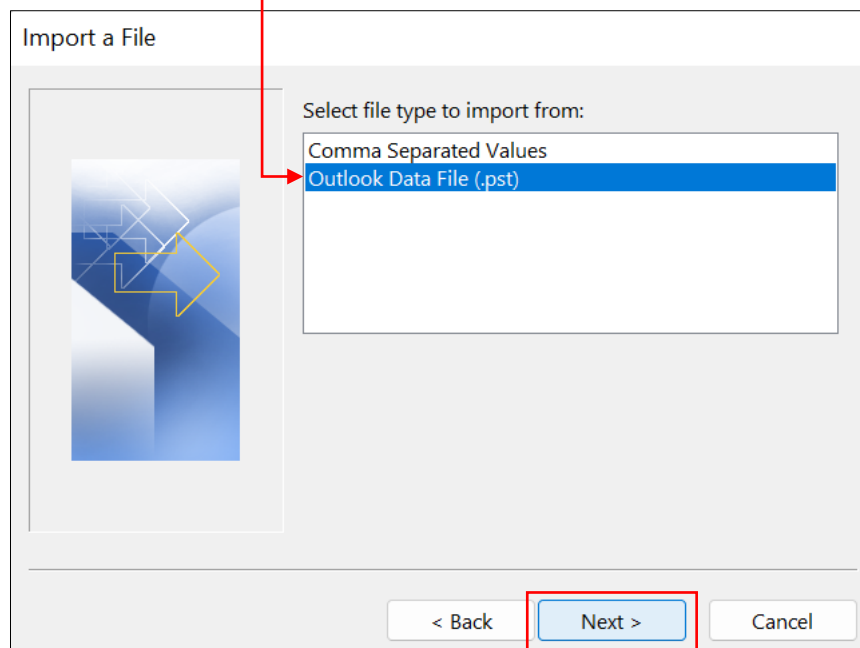 Import a File
Select file type to import from:
Comma Separated Values
Outlook Data File (.pst)
< Back
Next >
Cancel